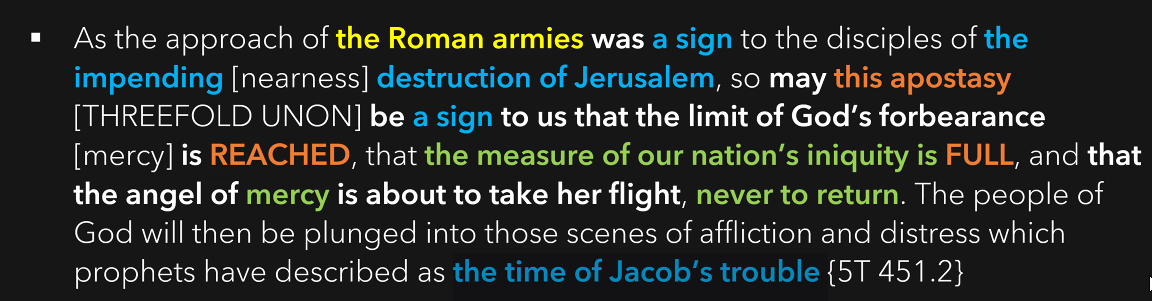 ▪ As the approach of the Roman armies was a sign to the disciples of the
impending [nearness] destruction of Jerusalem, so may this apostasy
[THREEFOLD UNON] be a sign to us that the limit of God’s forbearance
[mercy] is REACHED, that the measure of our nation’s iniquity is FULL, and that
the angel of mercy is about to take her flight, never to return. The people of
God will then be plunged into those scenes of affliction and distress which
prophets have described as the time of Jacob’s trouble {5T 451.2}